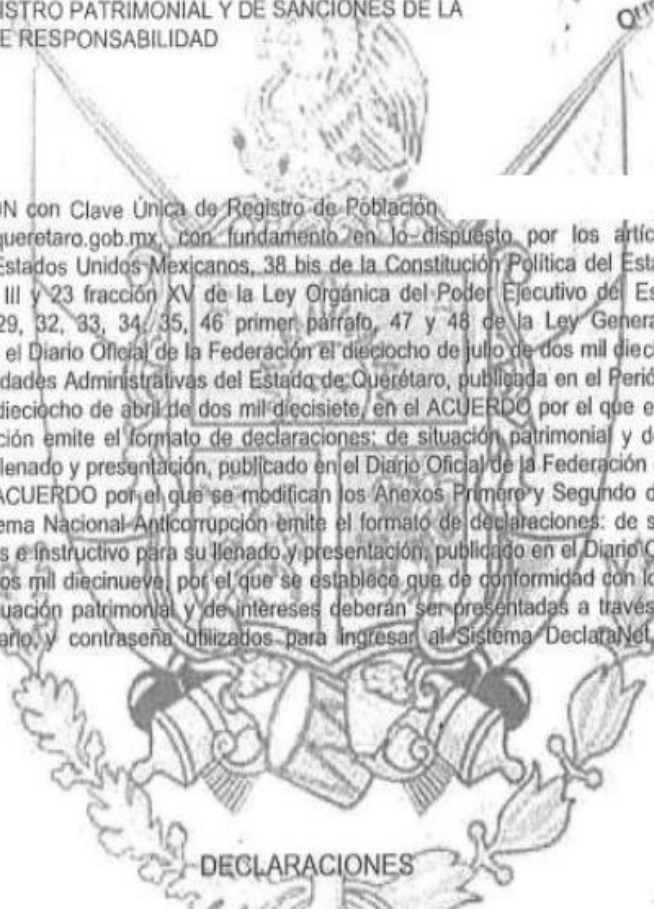 ISTRO PATRIMONIAL Y DE SANCIONES DE LA
E RESPONSABILIDAD
ON con Clave Única de Registro de Población
queretaro.gob.mx, con fundamento en lo dispuesto por los artíc
Estados Unidos Mexicanos, 38 bis de la Constitución Política del Esta
III y 23 fracción XV de la Ley Orgánica del Poder Ejecutivo del Es
29, 32, 33, 34, 35, 46 primer párrafo, 47 y 48 de la Ley Genera
el Diario Oficial de la Federación el dieciocho de julio de dos mil dieci
dades Administrativas del Estado de Querétaro, publicada en el Perió
dieciocho de abril de dos mil diecisiete, en el ACUERDO por el que e
ción emite el formato de declaraciones: de situación patrimonial y de
llenado y presentación, publicado en el Diario Oficial de la Federación
ACUERDO por el que se modifican los Anexos Primero y Segundo d
ema Nacional Anticorrupción emite el formato de declaraciones: de s
s e instructivo para su llenado y presentación; publicado en el Diario O
os mil diecinueve, por el que se establece que de conformidad con lo
uación patrimonial y de intereses deberán ser presentadas a través
ario y contraseña utilizados para ingresar al Sistema DeclaraNet,
DECLARACIONES